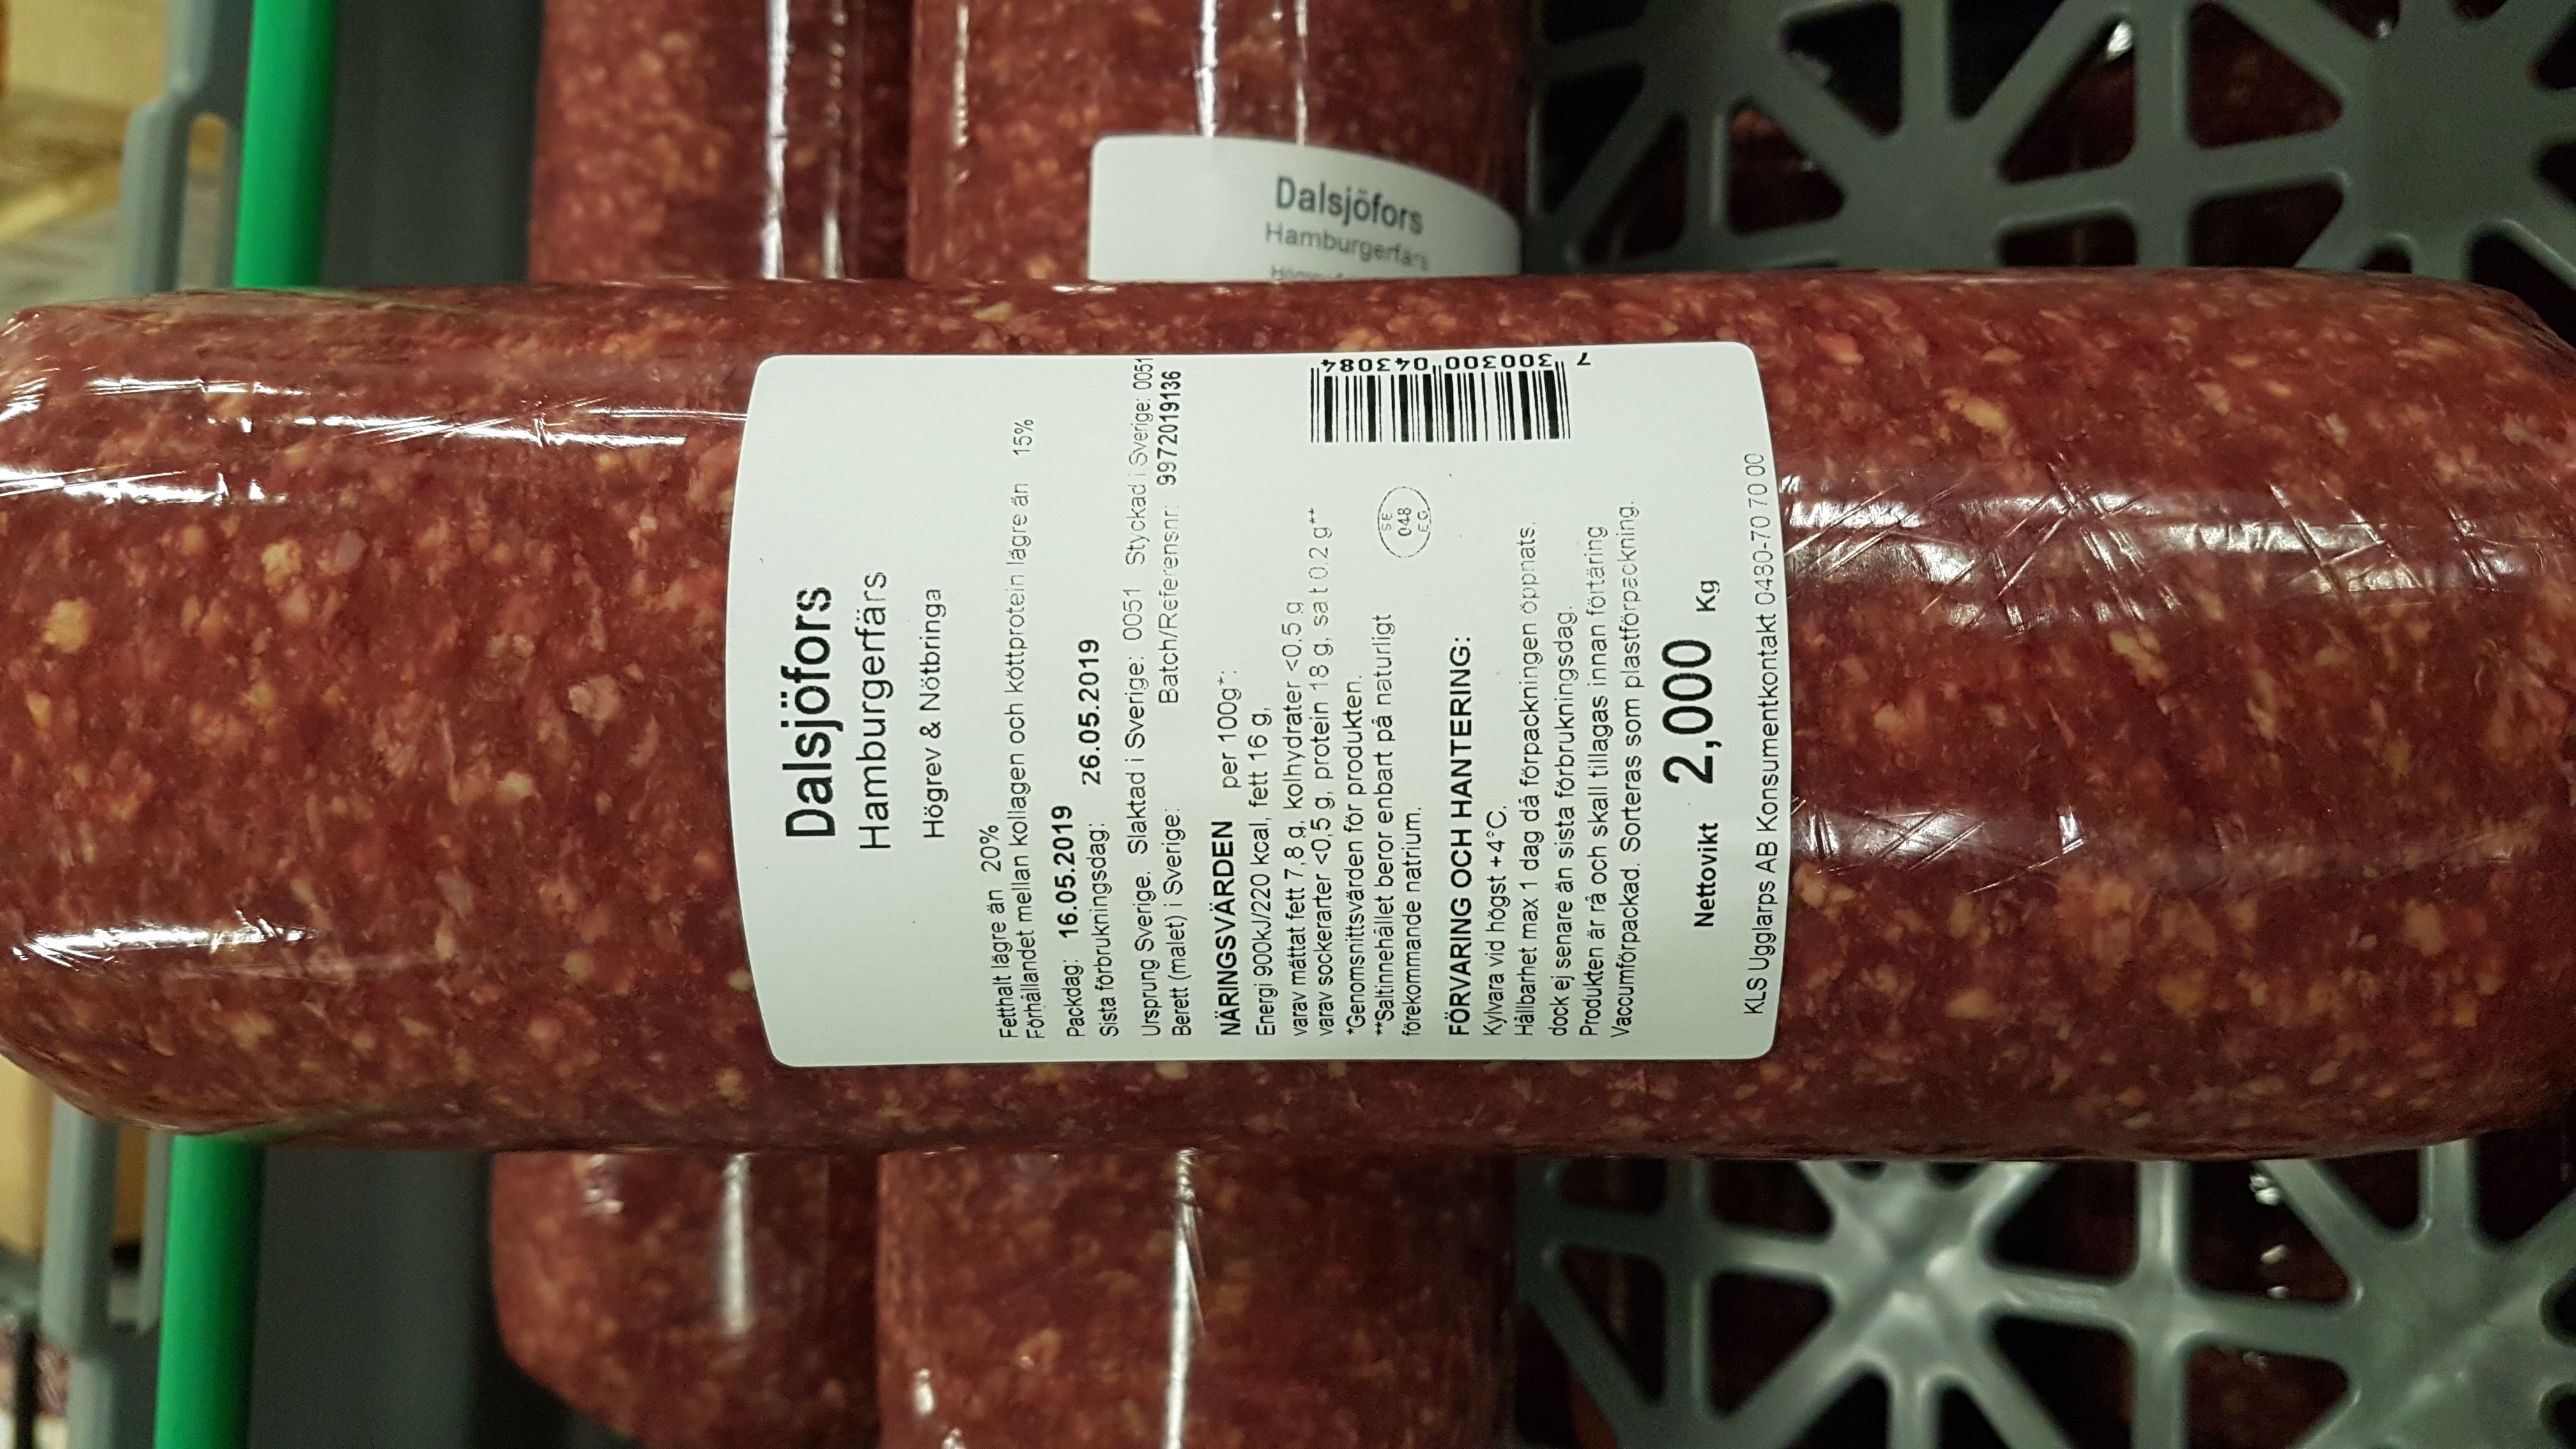 Dalsjöfors
Hamburgerfärs
Dalsjöfors
Hamburgerfärs
Högrev & Nötbringa
Fetthalt lägre än 20%
Förhållandet mellan kollagen och köttprotein lägre än 15%
Packdag: 16.05.2019
Sista förbrukningsdag: 26.05.2019
Ursprung Sverige. Slaktad i Sverige: 0051 Styckad i Sverige: 0051
Berett (malet) i Sverige: Batch/Referensnr: 9972019136
NÄRINGSVÄRDEN per 100g*:
Energi 900kJ/220 kcal, fett 16 g,
varav mättat fett 7,8 g, kolhydrater <0,5 g
varav sockerarter <0,5 g, protein 18 g, salt 0.2 g**
*Genomsnittsvärden för produkten.
**Saltinnehållet beror enbart på naturligt
förekommande natrium.
SE
048
EG
7 300300 043084
FÖRVARING OCH HANTERING:
Kylvara vid högst +4°C.
Hållbarhet max 1 dag då förpackningen öppnats,
dock ej senare än sista förbrukningsdag.
Produkten är rå och skall tillagas innan förtäring
Vaccumförpackad. Sorteras som plastförpackning.
Nettovikt 2,000 Kg
KLS Ugglarps AB Konsumentkontakt 0480-70 70 00